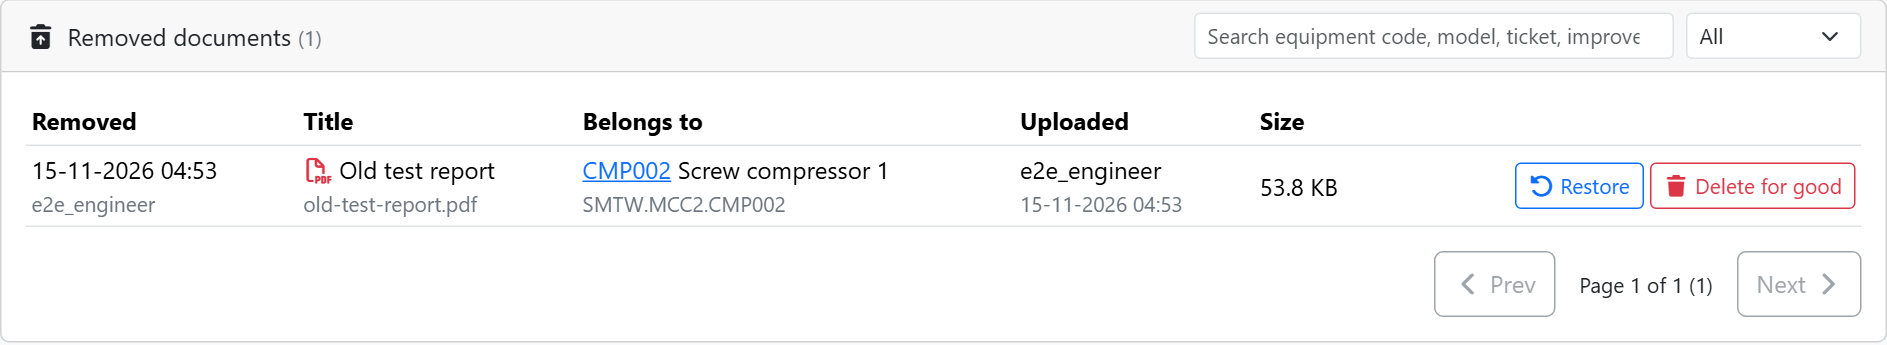 Removed documents (1)
Search equipment code, model, ticket, improve
All
Removed Title Belongs to Uploaded Size
15-11-2026 04:53 Old test report CMP002 Screw compressor 1 e2e_engineer 53.8 KB Restore Delete for good
e2e_engineer old-test-report.pdf SMTW.MCC2.CMP002 15-11-2026 04:53
Prev Page 1 of 1 (1) Next